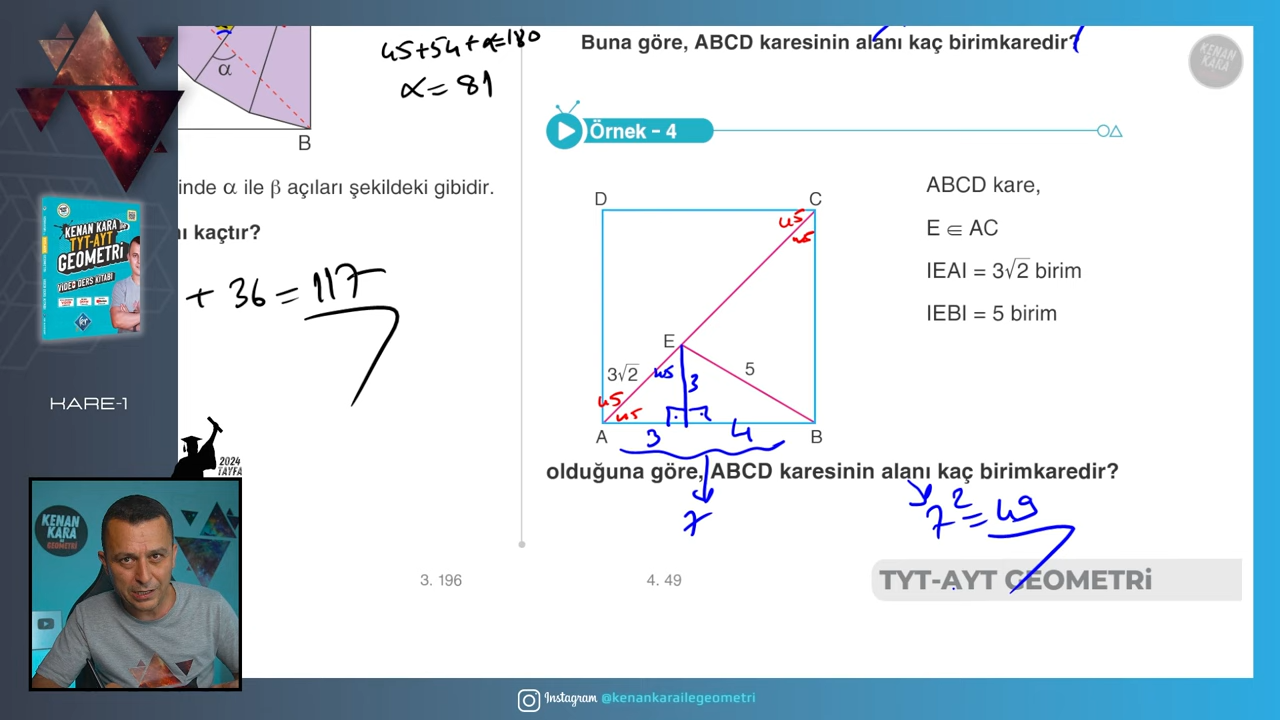 45+54+α=180
α= 81
α
B
inde α ile β açıları şekildeki gibidir.
ı kaçtır?
+ 36 = 117
KENAN KARA
TYT-AYT
GEOMETRİ
VİDEO DERS KİTABI
KARE-1
2024
TAYFA
KENAN
KARA
GEOMETRİ
3. 196
Buna göre, ABCD karesinin alanı kaç birimkaredir?
KENAN
KARA
Örnek - 4
D
C
45
45
E
3√2
45
3
5
45
45
A
3
4
B
7
ABCD kare,
E ∈ AC
IEAI = 3√2 birim
IEBI = 5 birim
olduğuna göre, ABCD karesinin alanı kaç birimkaredir?
7² = 49
4. 49
TYT-AYT GEOMETRİ
Instagram @kenankarailegeometri